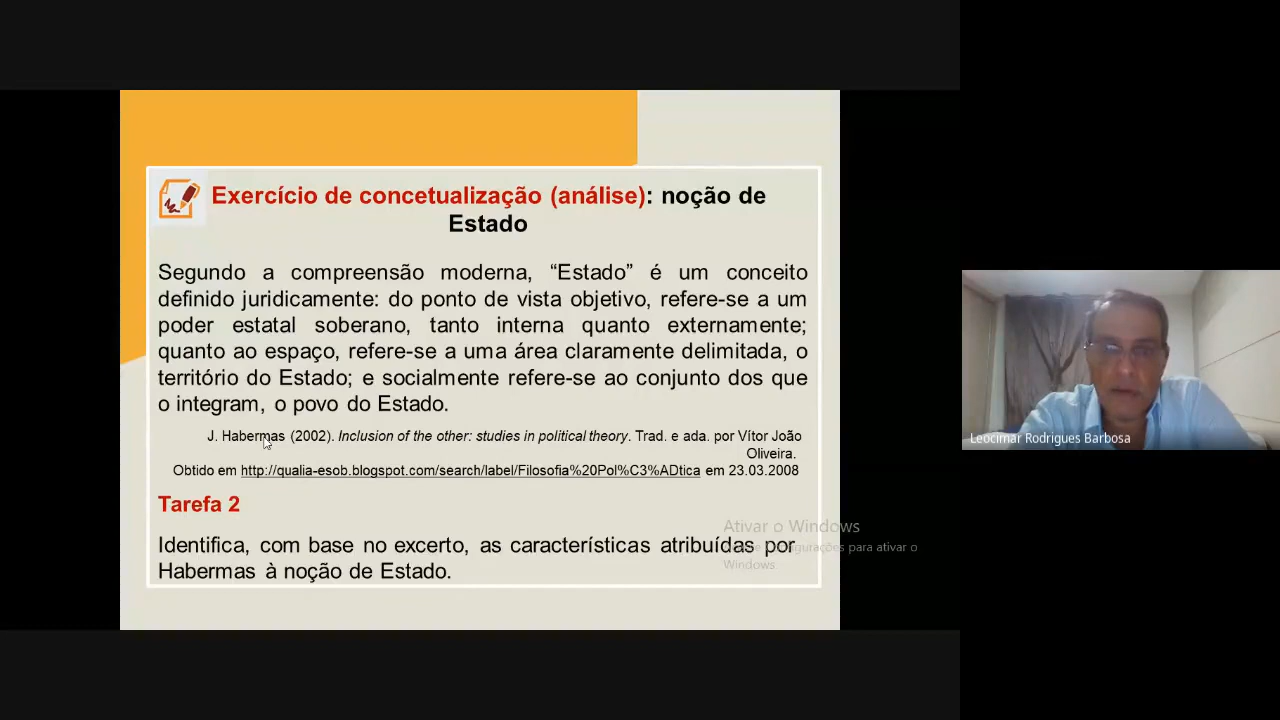 Exercício de concetualização (análise): noção de
Estado
Segundo a compreensão moderna, “Estado” é um conceito
definido juridicamente: do ponto de vista objetivo, refere-se a um
poder estatal soberano, tanto interna quanto externamente;
quanto ao espaço, refere-se a uma área claramente delimitada, o
território do Estado; e socialmente refere-se ao conjunto dos que
o integram, o povo do Estado.
J. Habermas (2002). Inclusion of the other: studies in political theory. Trad. e ada. por Vítor João
Oliveira.
Obtido em http://qualia-esob.blogspot.com/search/label/Filosofia%20Pol%C3%ADtica em 23.03.2008
Tarefa 2
Identifica, com base no excerto, as características atribuídas por
Habermas à noção de Estado.
Ativar o Windows
para ativar o
Windows.
Leocimar Rodrigues Barbosa